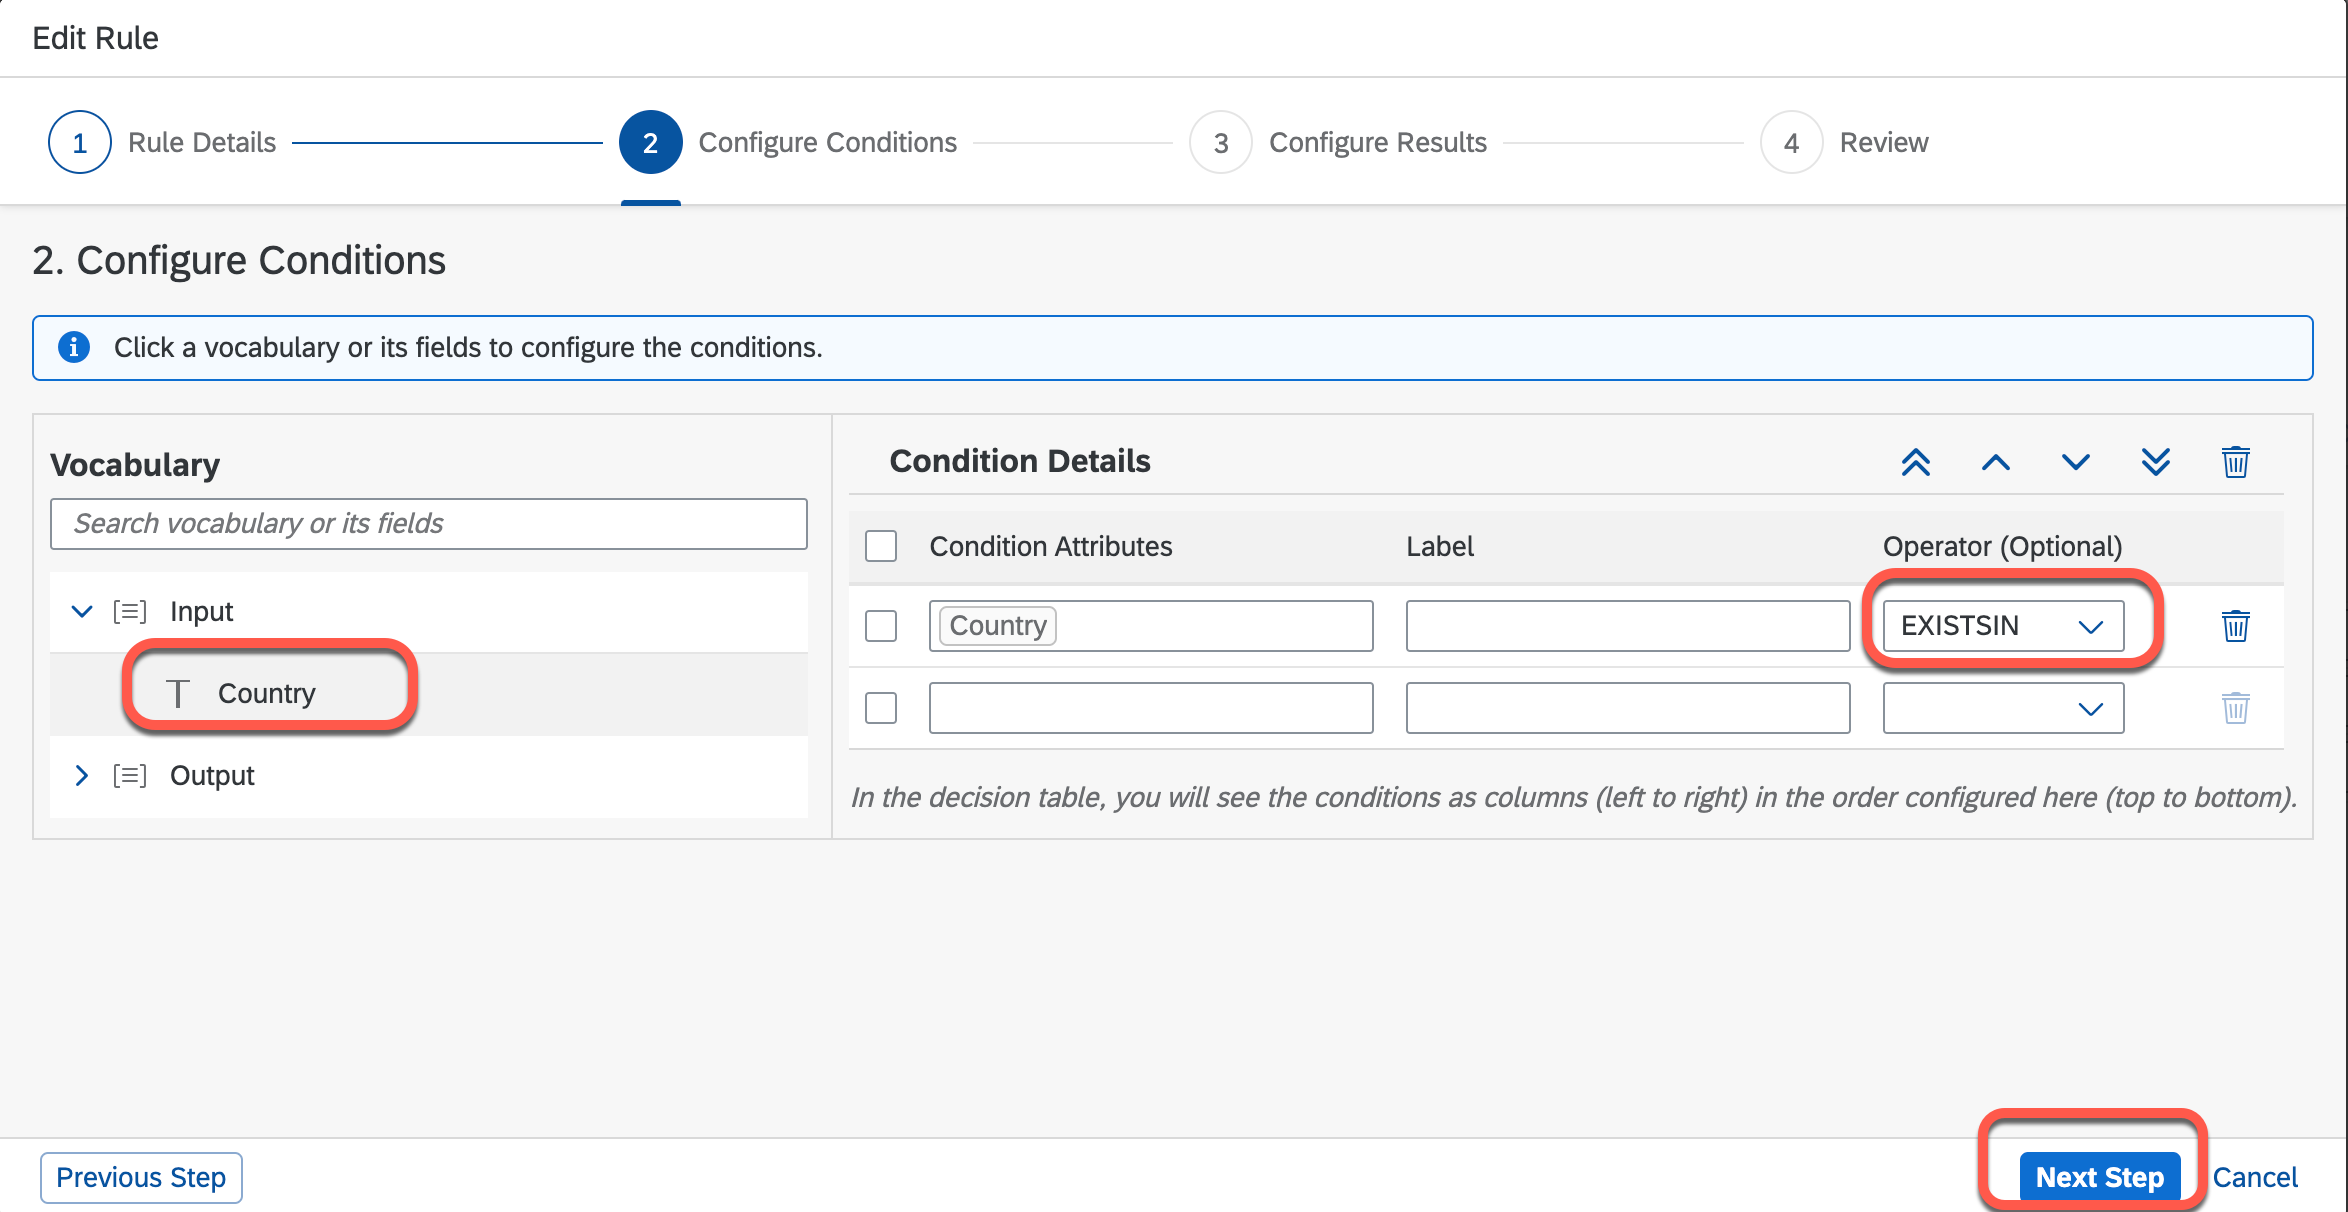 Edit Rule
1 Rule Details
2 Configure Conditions
3 Configure Results
4 Review
2. Configure Conditions
Click a vocabulary or its fields to configure the conditions.
Vocabulary
Search vocabulary or its fields
Input
Country
Output
Condition Details
Condition Attributes Label Operator (Optional)
Country EXISTSIN
In the decision table, you will see the conditions as columns (left to right) in the order configured here (top to bottom).
Previous Step
Next Step
Cancel